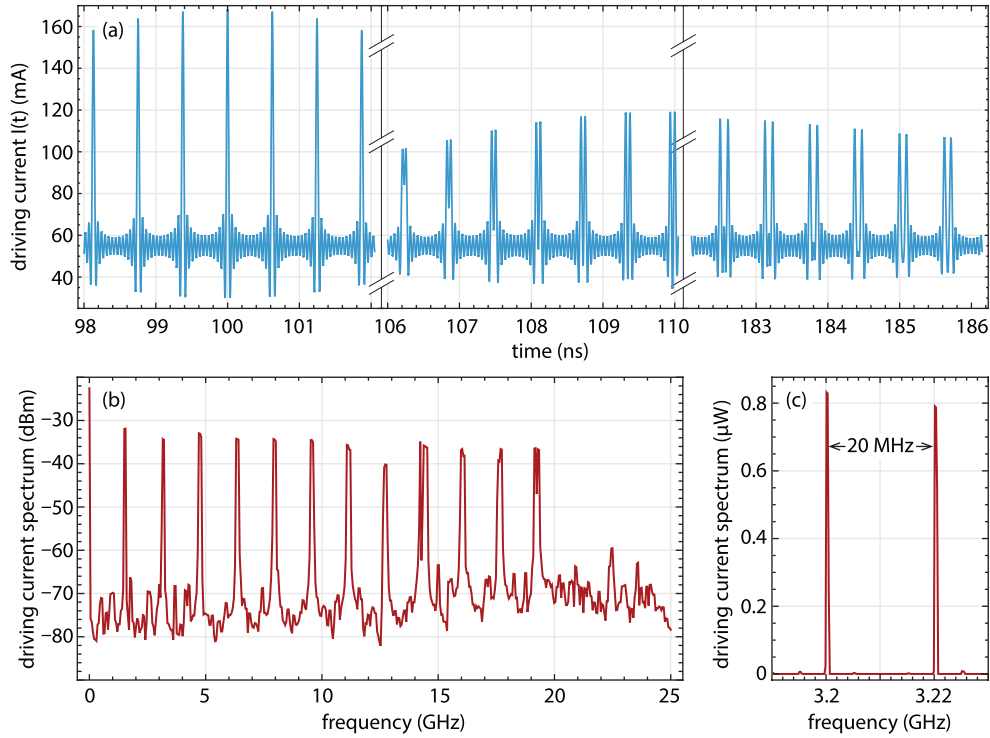 (a)
driving current I(t) (mA)
160
140
120
100
80
60
40
98 99 100 101 106 107 108 109 110 183 184 185 186
time (ns)
(b)
driving current spectrum (dBm)
−30
−40
−50
−60
−70
−80
0 5 10 15 20 25
frequency (GHz)
(c)
driving current spectrum (μW)
0.8
20 MHz
0.6
0.4
0.2
0
3.2 3.22
frequency (GHz)